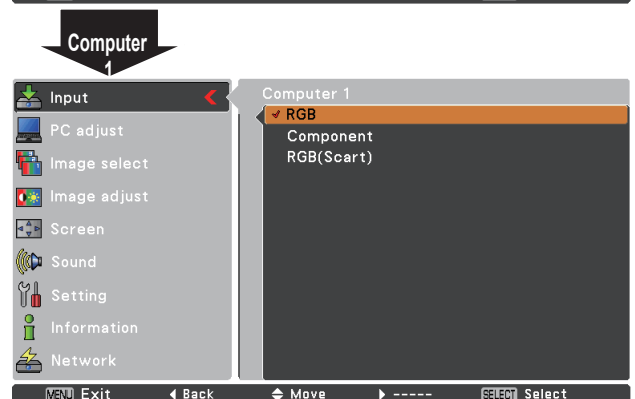 Computer
1
Input
PC adjust
Image select
Image adjust
Screen
Sound
Setting
Information
Network
Computer 1
RGB
Component
RGB(Scart)
MENU Exit Back Move ----- SELECT Select